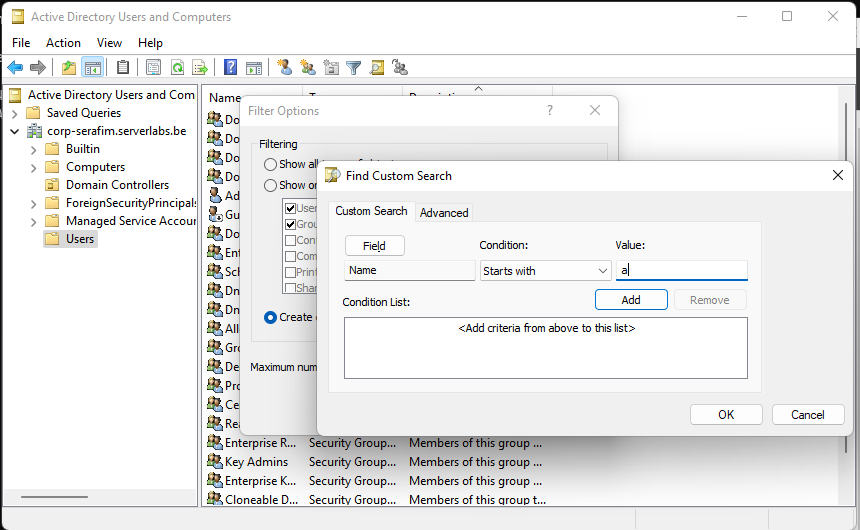 Active Directory Users and Computers
File Action View Help
Active Directory Users and Com
Saved Queries
corp-serafim.serverlabs.be
Builtin
Computers
Domain Controllers
ForeignSecurityPrincipals
Managed Service Accour
Users
Name
Do
Do
Do
Do
Ad
Gu
Do
Ent
Sch
Dn
Dn
All
Gro
De
Pro
Ce
Rea
Enterprise R... Security Group... Members of this group ...
Key Admins Security Group... Members of this group ...
Enterprise K... Security Group... Members of this group ...
Cloneable D... Security Group... Members of this group t...
Filter Options
?
Filtering
Show all
Show on
User
Grou
Con
Com
Print
Shar
Create
Maximum num
Find Custom Search
Custom Search Advanced
Field Condition: Value:
Name Starts with a
Condition List: Add Remove
<Add criteria from above to this list>
OK Cancel